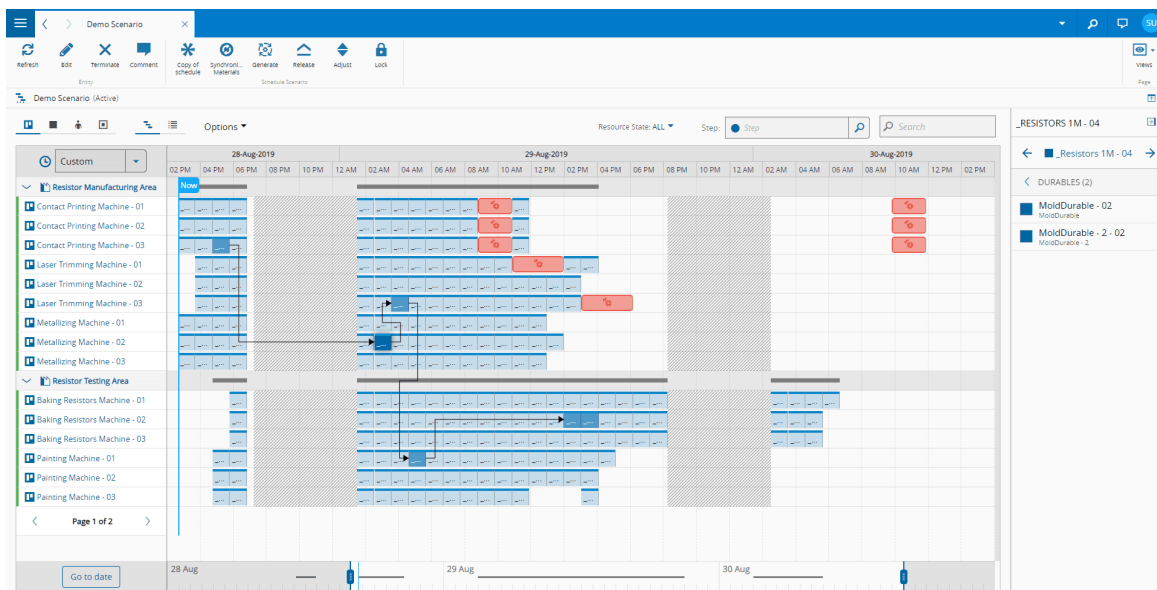 Demo Scenario
SU
Refresh
Edit
Terminate
Comment
Copy of schedule
Synchroni... Materials
Generate
Release
Adjust
Lock
Views
Entity
Schedule Scenario
Page
Demo Scenario (Active)
Options
Resource State: ALL
Step:
Step
Search
_RESISTORS 1M - 04
Custom
28-Aug-2019
29-Aug-2019
30-Aug-2019
02 PM 04 PM 06 PM 08 PM 10 PM 12 AM 02 AM 04 AM 06 AM 08 AM 10 AM 12 PM 02 PM 04 PM 06 PM 08 PM 10 PM 12 AM 02 AM 04 AM 06 AM 08 AM 10 AM 12 PM 02 PM
_Resistors 1M - 04
DURABLES (2)
MoldDurable - 02
MoldDurable
MoldDurable - 2 - 02
MoldDurable - 2
Now
Resistor Manufacturing Area
Contact Printing Machine - 01
Contact Printing Machine - 02
Contact Printing Machine - 03
Laser Trimming Machine - 01
Laser Trimming Machine - 02
Laser Trimming Machine - 03
Metallizing Machine - 01
Metallizing Machine - 02
Metallizing Machine - 03
Resistor Testing Area
Baking Resistors Machine - 01
Baking Resistors Machine - 02
Baking Resistors Machine - 03
Painting Machine - 01
Painting Machine - 02
Painting Machine - 03
Page 1 of 2
Go to date
28 Aug
29 Aug
30 Aug